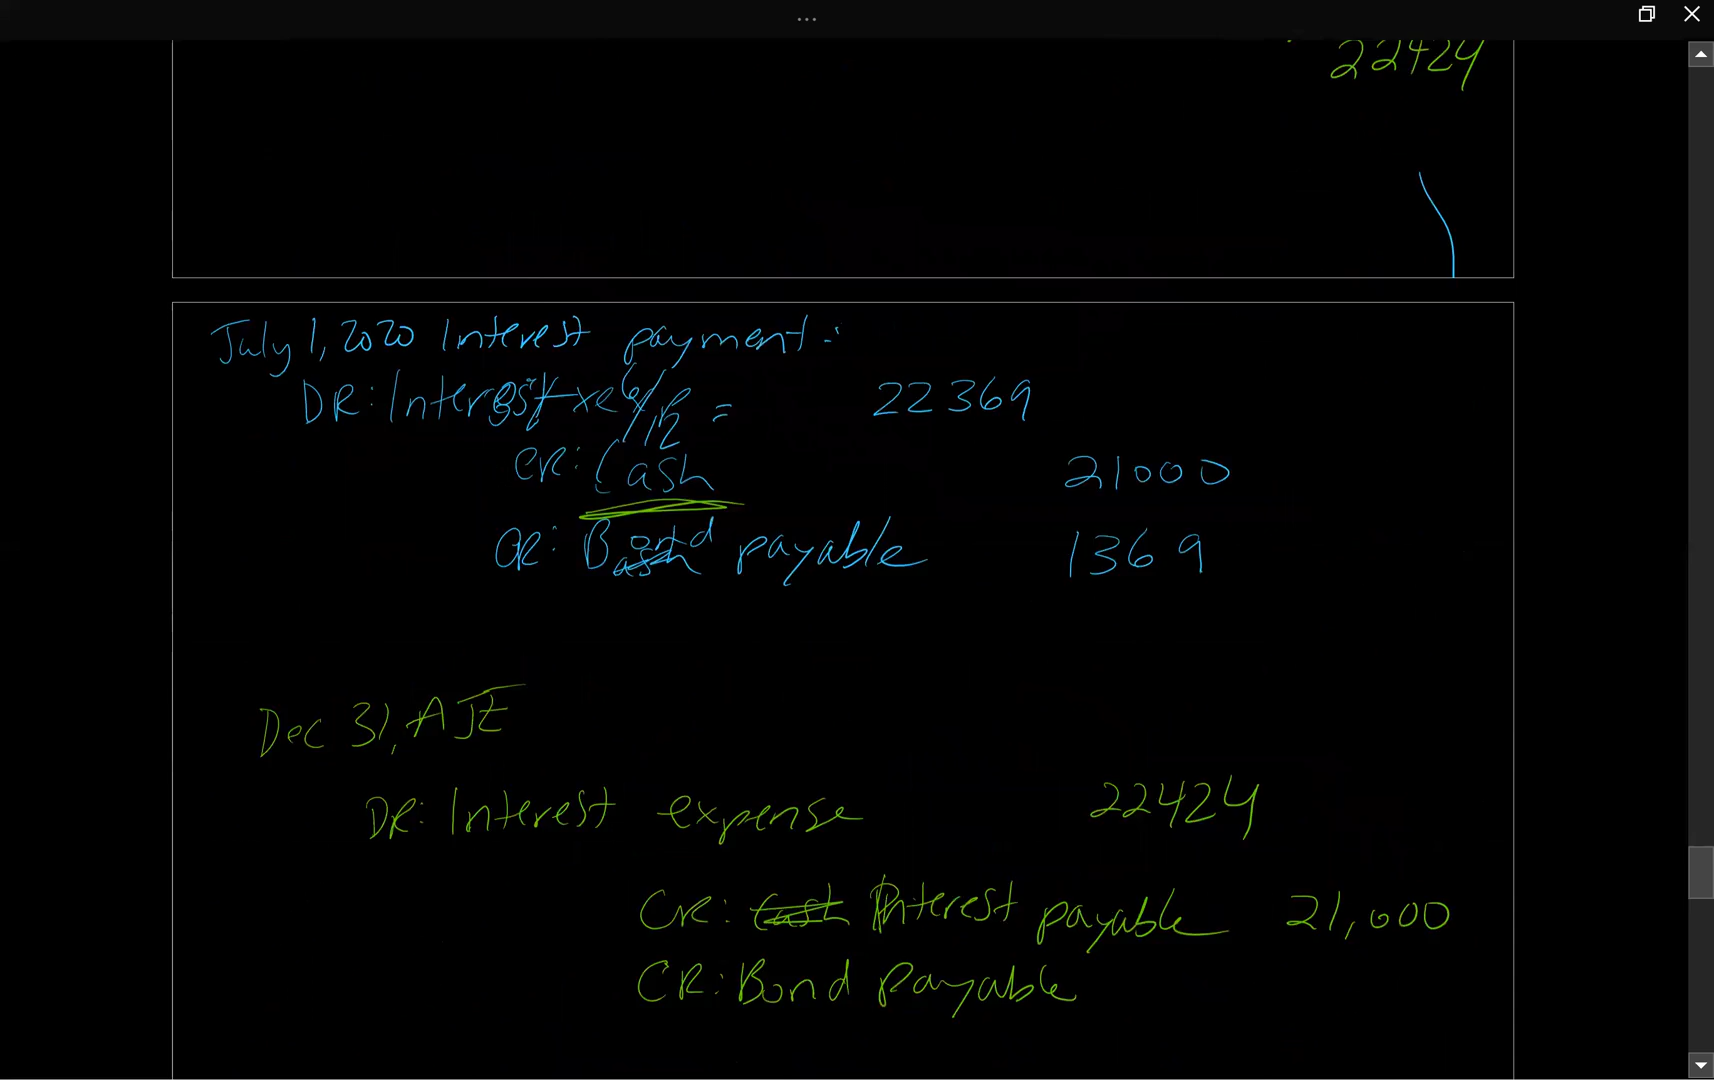 22424
July 1, 2020 Interest payment:
DR: Interest x 6/12 = 22369
CR: Cash 21000
CR: Bond payable 1369
Dec 31, AJE
DR: Interest expense 22424
CR: Cash Interest payable 21,000
CR: Bond payable